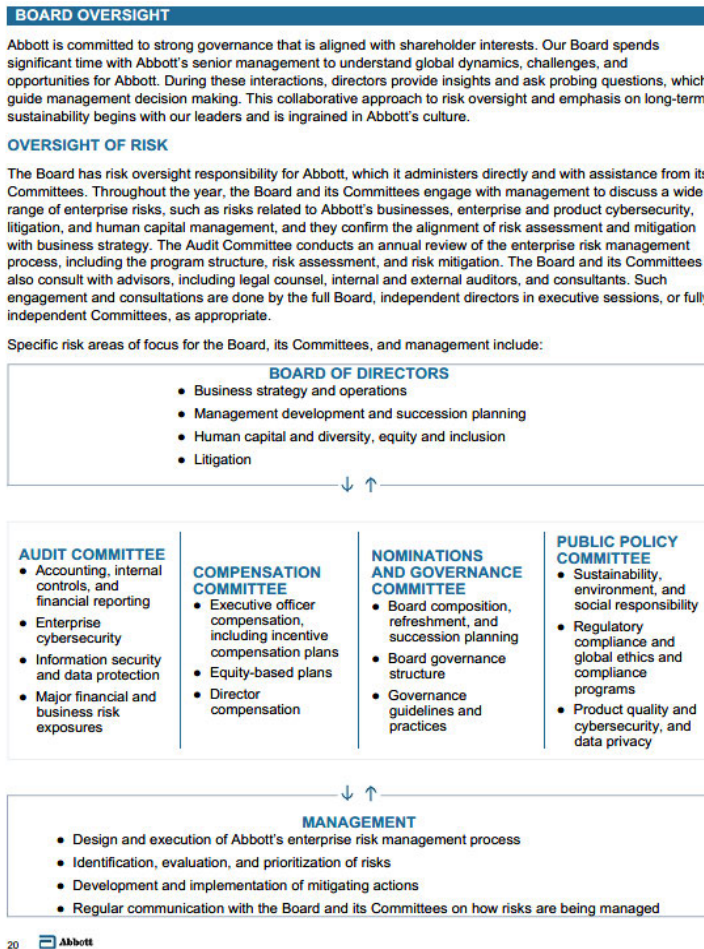 BOARD OVERSIGHT
Abbott is committed to strong governance that is aligned with shareholder interests. Our Board spends
significant time with Abbott's senior management to understand global dynamics, challenges, and
opportunities for Abbott. During these interactions, directors provide insights and ask probing questions, which
guide management decision making. This collaborative approach to risk oversight and emphasis on long-term
sustainability begins with our leaders and is ingrained in Abbott's culture.
OVERSIGHT OF RISK
The Board has risk oversight responsibility for Abbott, which it administers directly and with assistance from its
Committees. Throughout the year, the Board and its Committees engage with management to discuss a wide
range of enterprise risks, such as risks related to Abbott's businesses, enterprise and product cybersecurity,
litigation, and human capital management, and they confirm the alignment of risk assessment and mitigation
with business strategy. The Audit Committee conducts an annual review of the enterprise risk management
process, including the program structure, risk assessment, and risk mitigation. The Board and its Committees
also consult with advisors, including legal counsel, internal and external auditors, and consultants. Such
engagement and consultations are done by the full Board, independent directors in executive sessions, or fully
independent Committees, as appropriate.
Specific risk areas of focus for the Board, its Committees, and management include:
BOARD OF DIRECTORS
● Business strategy and operations
● Management development and succession planning
● Human capital and diversity, equity and inclusion
● Litigation
↓ ↑
AUDIT COMMITTEE
● Accounting, internal
controls, and
financial reporting
● Enterprise
cybersecurity
● Information security
and data protection
● Major financial and
business risk
exposures
COMPENSATION
COMMITTEE
● Executive officer
compensation,
including incentive
compensation plans
● Equity-based plans
● Director
compensation
NOMINATIONS
AND GOVERNANCE
COMMITTEE
● Board composition,
refreshment, and
succession planning
● Board governance
structure
● Governance
guidelines and
practices
PUBLIC POLICY
COMMITTEE
● Sustainability,
environment, and
social responsibility
● Regulatory
compliance and
global ethics and
compliance
programs
● Product quality and
cybersecurity, and
data privacy
↓ ↑
MANAGEMENT
● Design and execution of Abbott's enterprise risk management process
● Identification, evaluation, and prioritization of risks
● Development and implementation of mitigating actions
● Regular communication with the Board and its Committees on how risks are being managed
20 Abbott